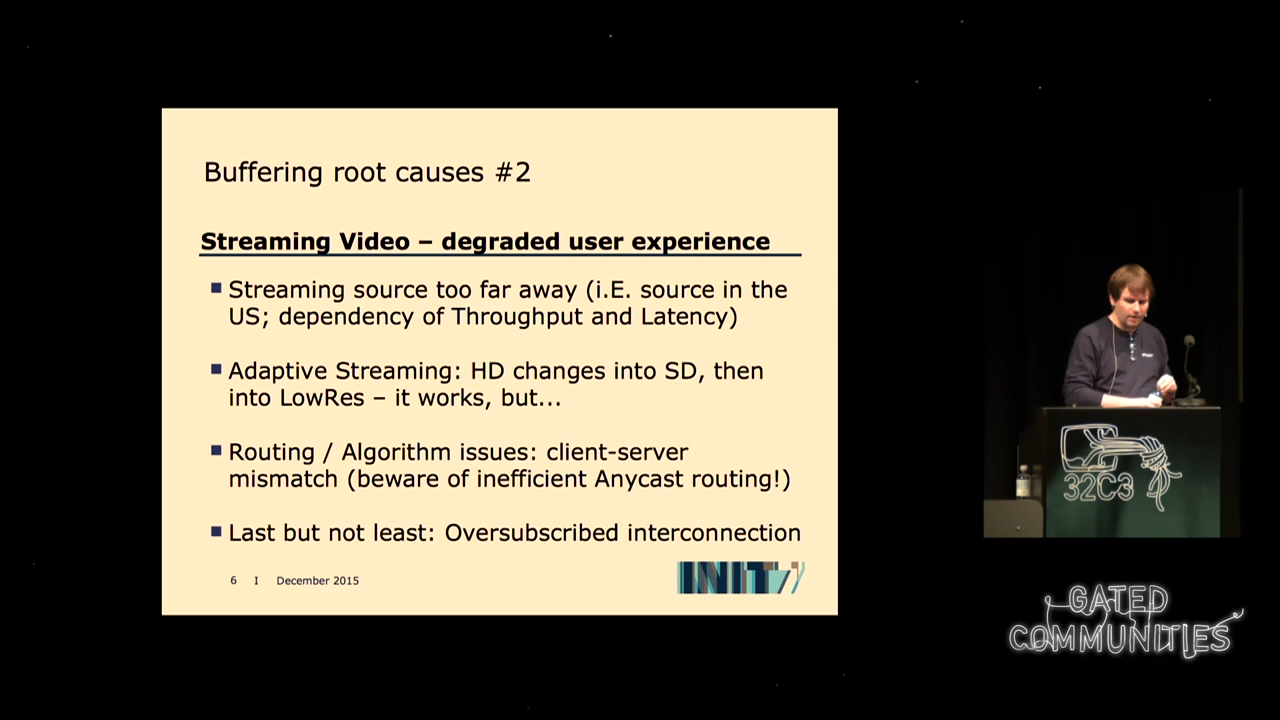 Buffering root causes #2
Streaming Video – degraded user experience
Streaming source too far away (i.E. source in the
US; dependency of Throughput and Latency)
Adaptive Streaming: HD changes into SD, then
into LowRes – it works, but...
Routing / Algorithm issues: client-server
mismatch (beware of inefficient Anycast routing!)
Last but not least: Oversubscribed interconnection
6 I December 2015
INIT7
32C3
GATED
COMMUNITIES